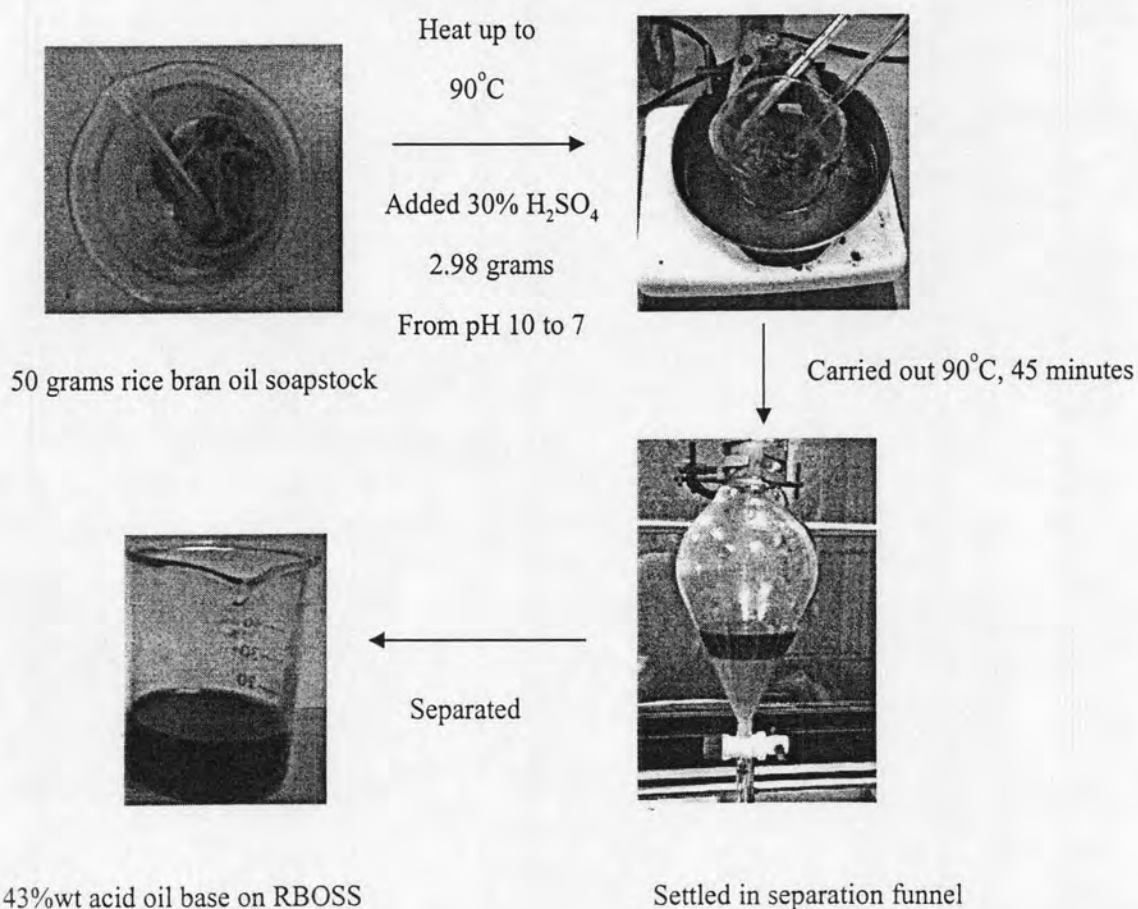 Heat up to
90°C
Added 30% H₂SO₄
2.98 grams
From pH 10 to 7
50 grams rice bran oil soapstock
Carried out 90°C, 45 minutes
Separated
43%wt acid oil base on RBOSS
Settled in separation funnel